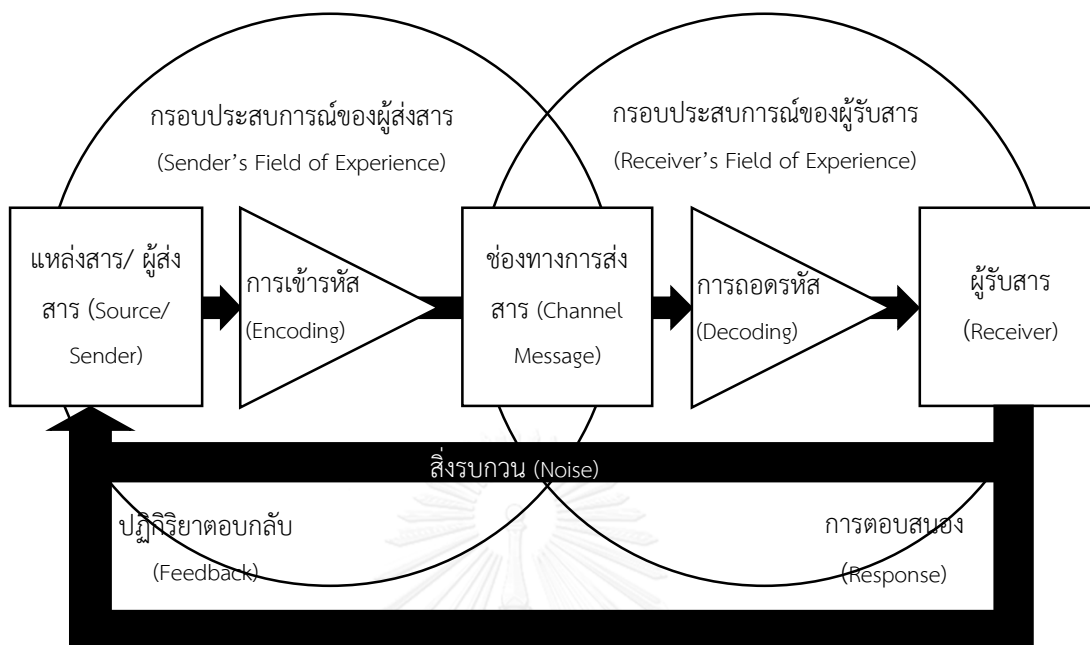 กรอบประสบการณ์ของผู้ส่งสาร
(Sender's Field of Experience)
กรอบประสบการณ์ของผู้รับสาร
(Receiver's Field of Experience)
แหล่งสาร/ ผู้ส่ง
สาร (Source/
Sender)
การเข้ารหัส
(Encoding)
ช่องทางการส่ง
สาร (Channel
Message)
การถอดรหัส
(Decoding)
ผู้รับสาร
(Receiver)
สิ่งรบกวน (Noise)
ปฏิกิริยาตอบกลับ
(Feedback)
การตอบสนอง
(Response)